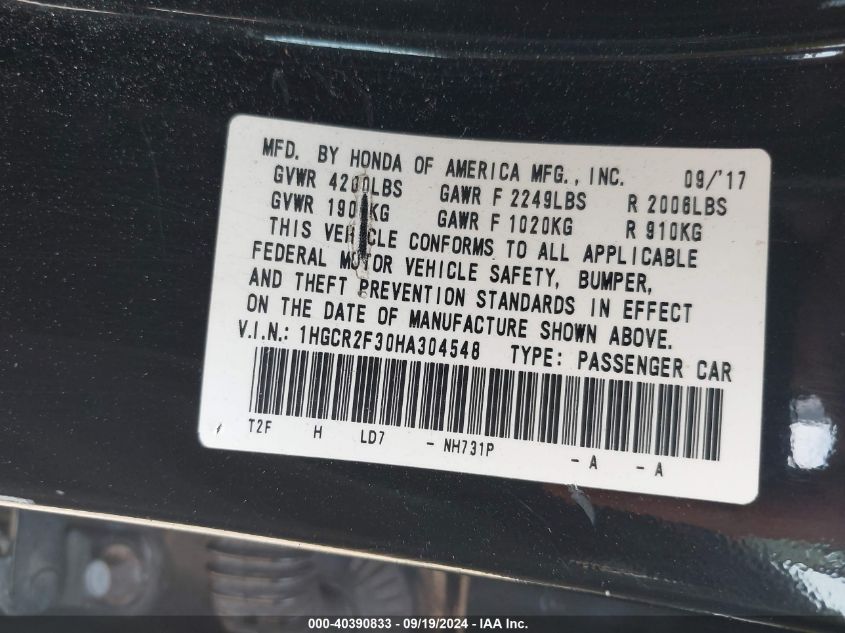 MFD. BY HONDA OF AMERICA MFG., INC. 09/'17
GVWR 4200LBS GAWR F 2249LBS R 2006LBS
GVWR KG GAWR F 1020KG R 910KG
THIS VEHICLE CONFORMS TO ALL APPLICABLE
FEDERAL MOTOR VEHICLE SAFETY, BUMPER,
AND THEFT PREVENTION STANDARDS IN EFFECT
ON THE DATE OF MANUFACTURE SHOWN ABOVE.
V.I.N.: 1HGCR2F30HA304548 TYPE: PASSENGER CAR
T2F H LD7 - NH731P - A - A
000-40390833 - 09/19/2024 - IAA Inc.